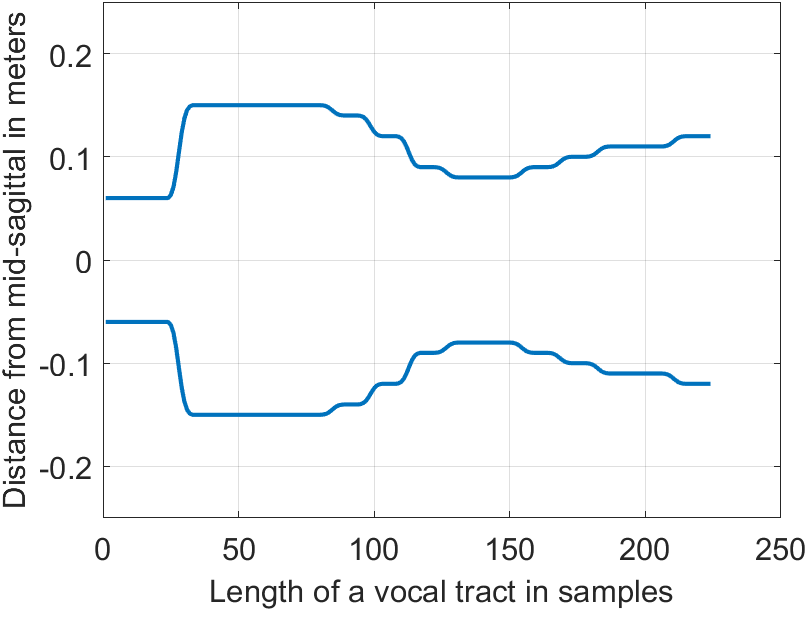 Distance from mid-sagittal in meters
0.2
0.1
0
-0.1
-0.2
0 50 100 150 200 250
Length of a vocal tract in samples